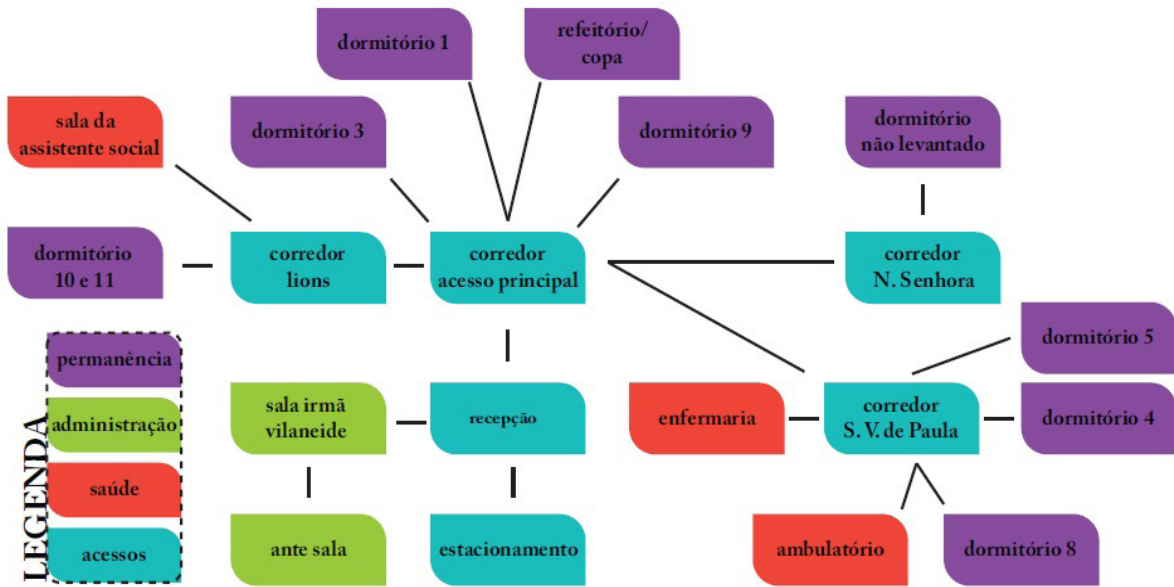 dormitório 1
refeitório/
copa
sala da
assistente social
dormitório 3
dormitório 9
dormitório
não levantado
dormitório
10 e 11
corredor
lions
corredor
acesso principal
corredor
N. Senhora
LEGENDA
permanência
administração
saúde
acessos
sala irmã
vilaneide
recepção
enfermaria
corredor
S. V. de Paula
dormitório 5
dormitório 4
ante sala
estacionamento
ambulatório
dormitório 8